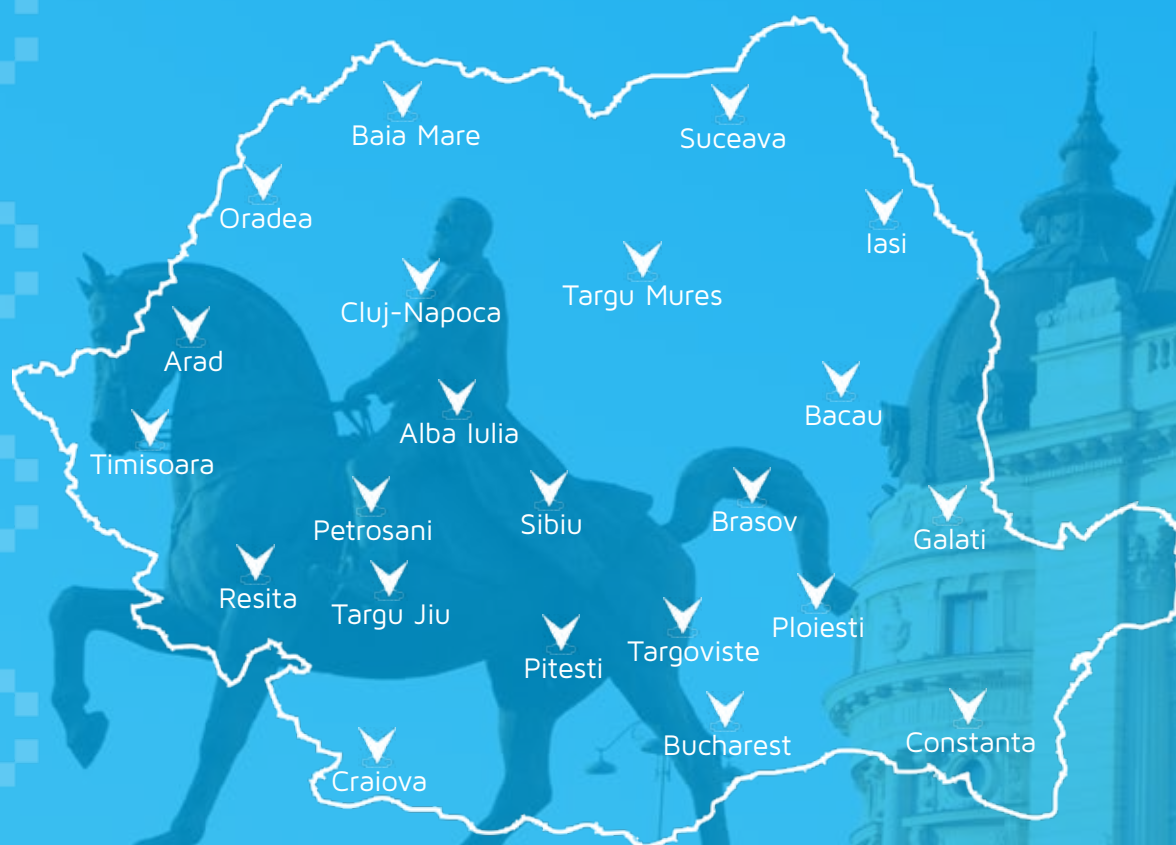 Baia Mare
Suceava
Oradea
Iasi
Targu Mures
Cluj-Napoca
Arad
Bacau
Alba Iulia
Timisoara
Brasov
Sibiu
Petrosani
Galati
Resita
Targu Jiu
Ploiesti
Targoviste
Pitesti
Constanta
Bucharest
Craiova